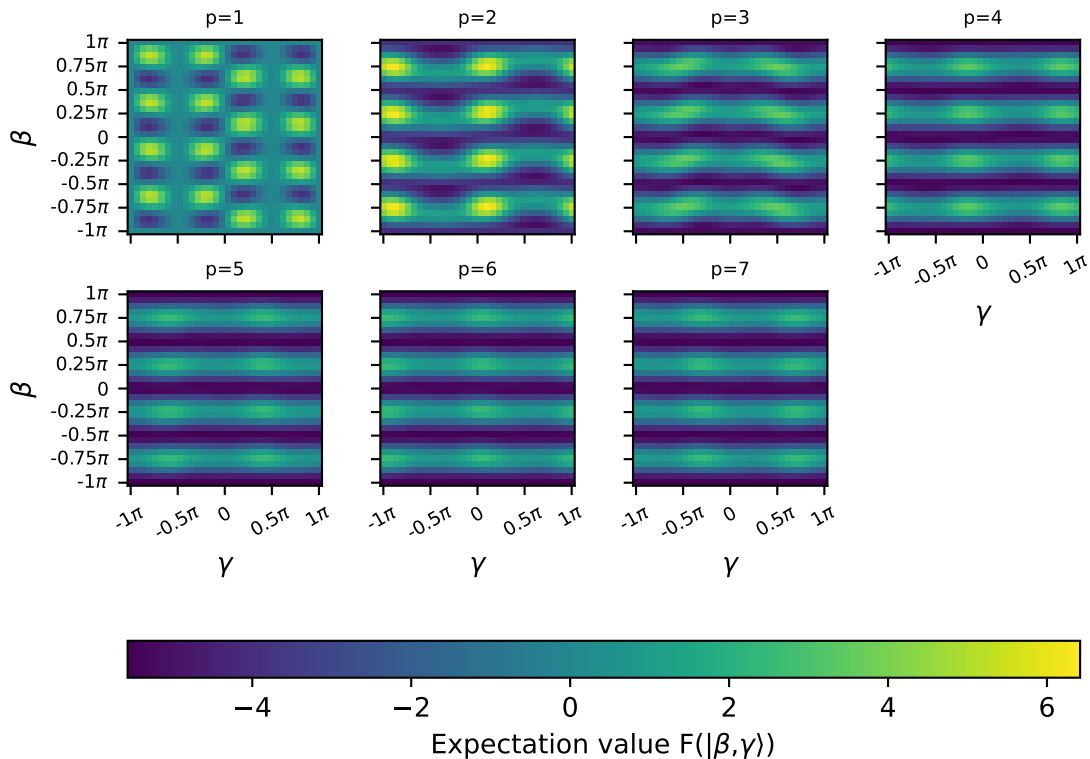 p=1
p=2
p=3
p=4
1π
0.75π
0.5π
0.25π
0
-0.25π
-0.5π
-0.75π
-1π
β
-1π
-0.5π
0
0.5π
1π
γ
p=5
p=6
p=7
1π
0.75π
0.5π
0.25π
0
-0.25π
-0.5π
-0.75π
-1π
β
-1π
-0.5π
0
0.5π
1π
-1π
-0.5π
0
0.5π
1π
-1π
-0.5π
0
0.5π
1π
γ
γ
γ
−4
−2
0
2
4
6
Expectation value F(|β,γ⟩)